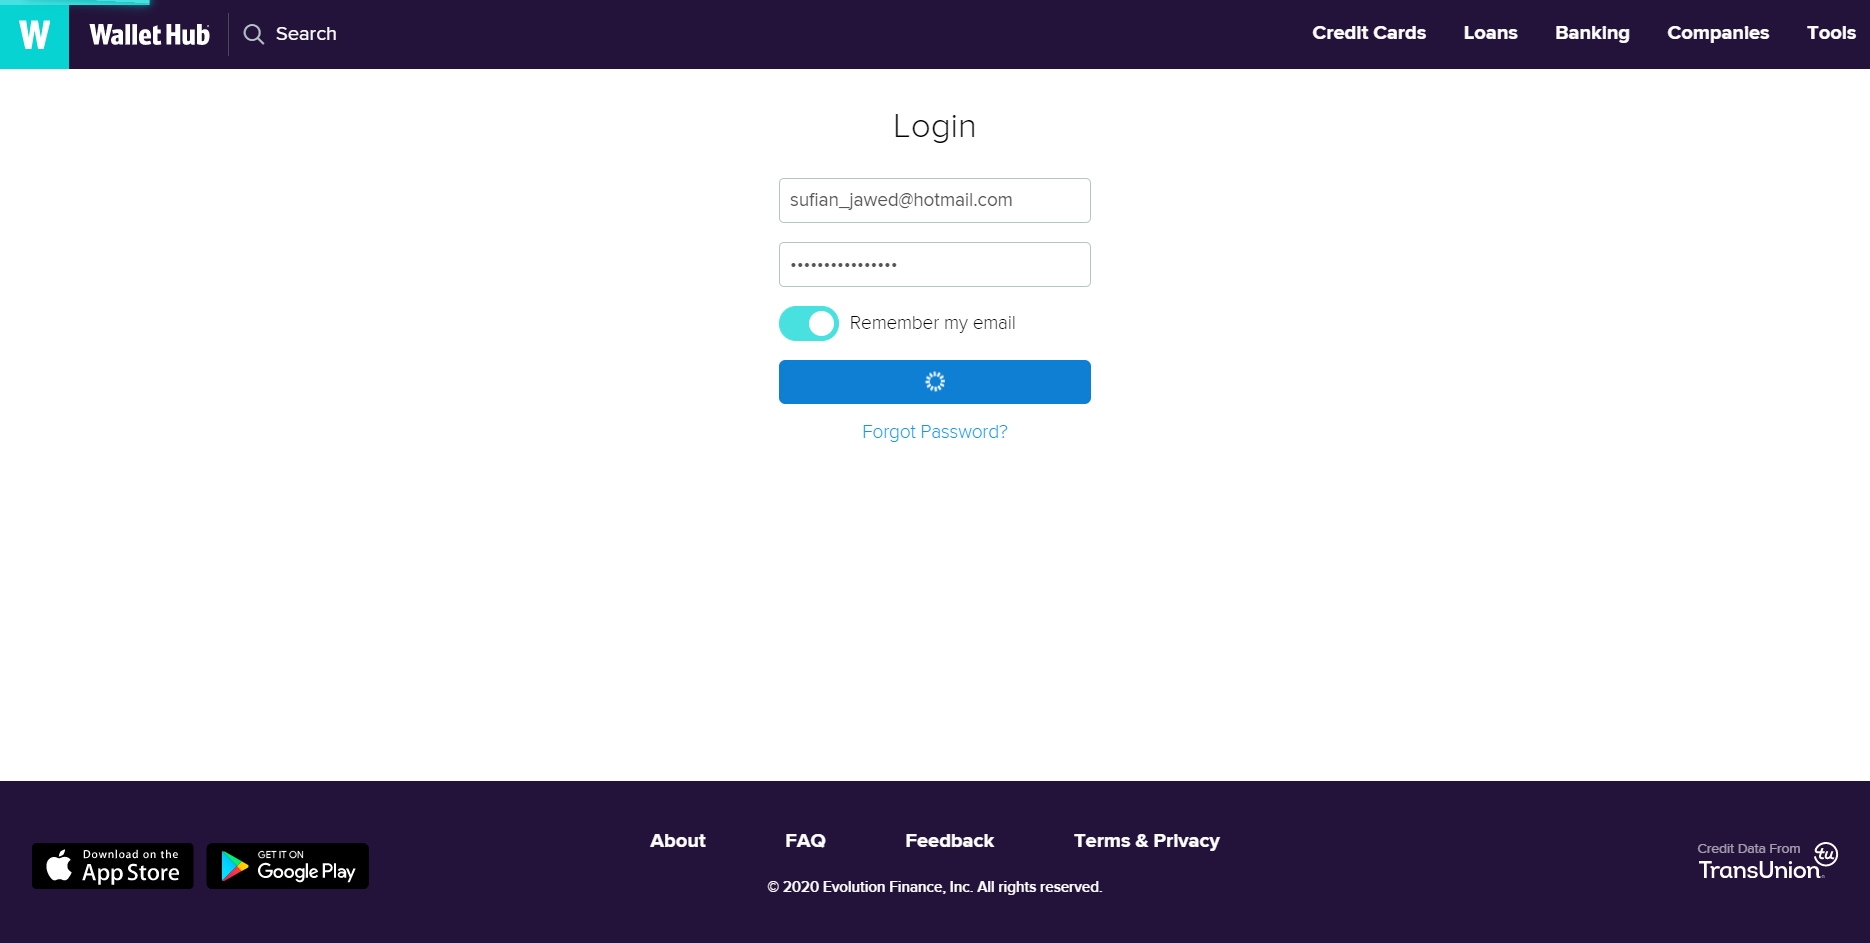 W Wallet Hub Search Credit Cards Loans Banking Companies Tools
Login
sufian_jawed@hotmail.com
••••••••••••••••
Remember my email
Forgot Password?
About FAQ Feedback Terms & Privacy
Download on the
App Store
GET IT ON
Google Play
Credit Data From
tu
TransUnion
© 2020 Evolution Finance, Inc. All rights reserved.